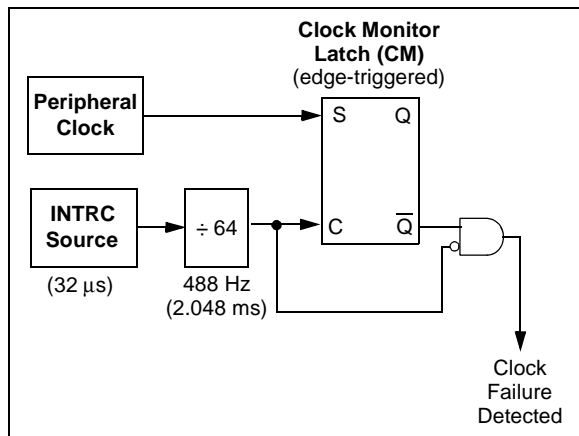 Clock Monitor
Latch (CM)
(edge-triggered)
Peripheral
Clock
S
Q
INTRC
Source
÷ 64
C
Q̅
(32 μs)
488 Hz
(2.048 ms)
Clock
Failure
Detected